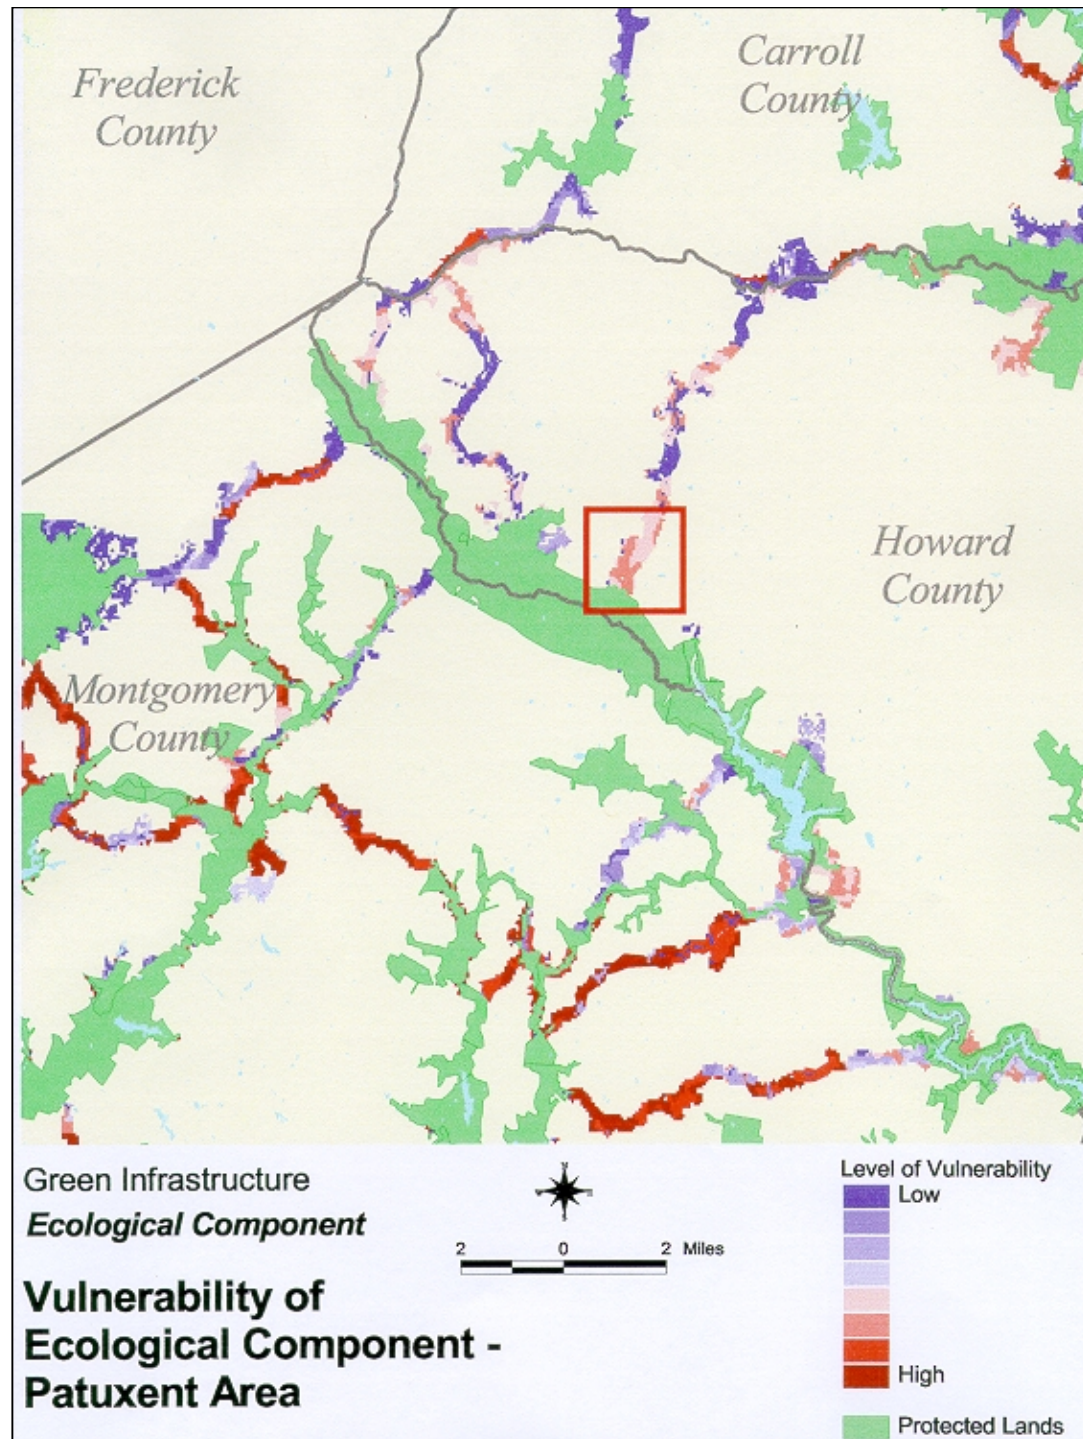 Frederick
County
Carroll
County
Howard
County
Montgomery
County
Green Infrastructure
Ecological Component
Vulnerability of
Ecological Component -
Patuxent Area
2 0 2 Miles
Level of Vulnerability
Low
High
Protected Lands